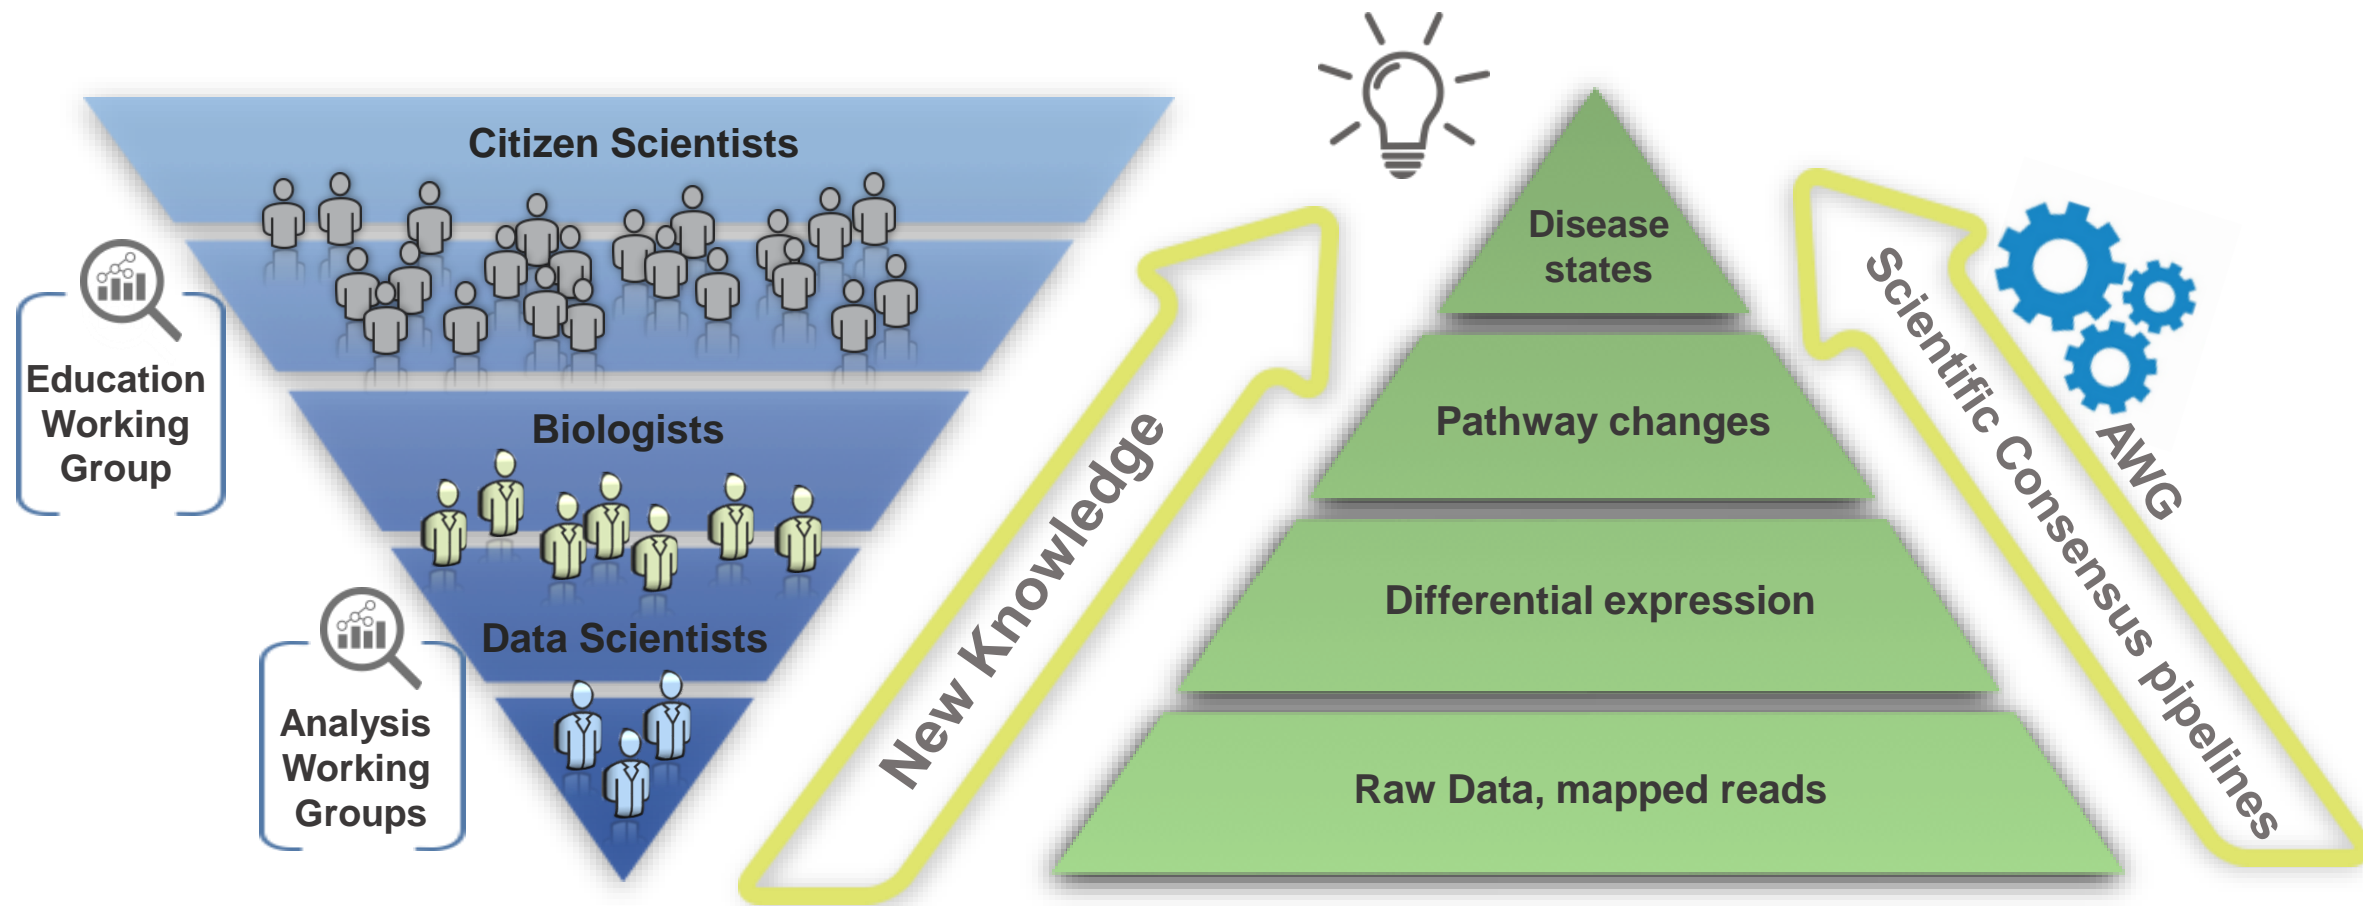 Citizen Scientists
Education
Working
Group
Biologists
Data Scientists
Analysis
Working
Groups
New Knowledge
Disease
states
Pathway changes
Differential expression
Raw Data, mapped reads
Scientific Consensus pipelines
AWG